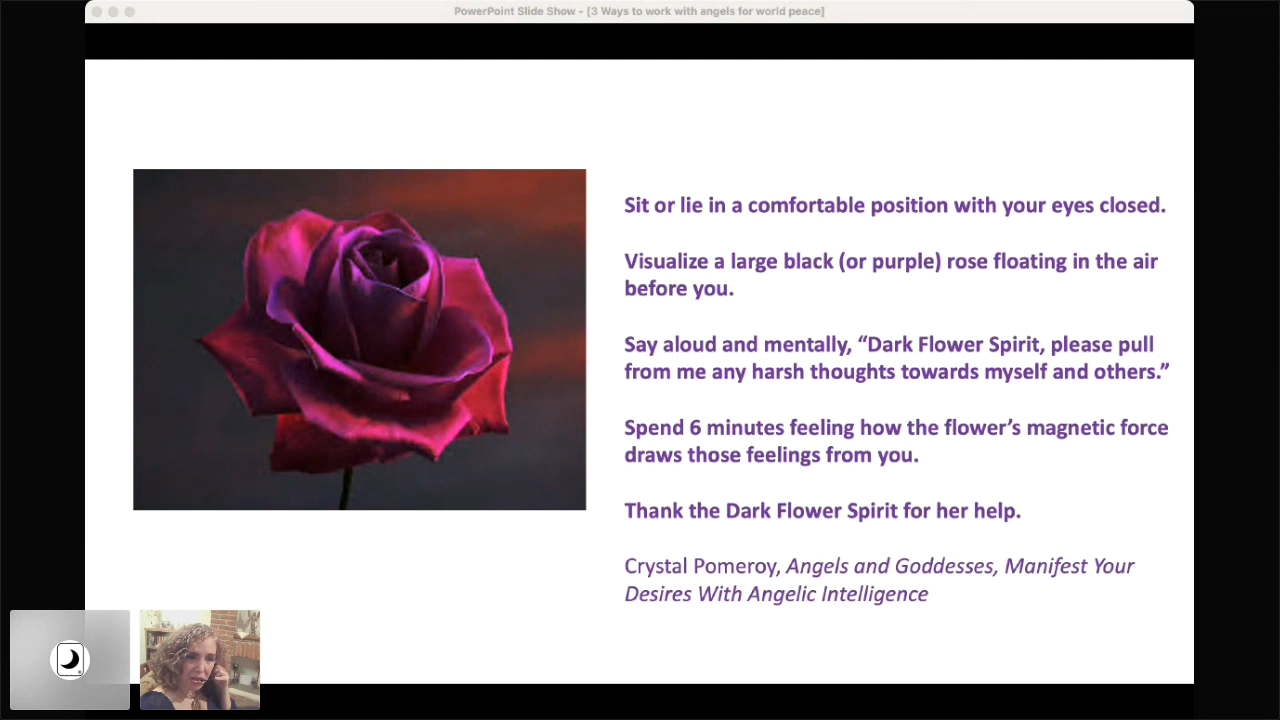 PowerPoint Slide Show - [3 Ways to work with angels for world peace]
Sit or lie in a comfortable position with your eyes closed.
Visualize a large black (or purple) rose floating in the air
before you.
Say aloud and mentally, “Dark Flower Spirit, please pull
from me any harsh thoughts towards myself and others.”
Spend 6 minutes feeling how the flower’s magnetic force
draws those feelings from you.
Thank the Dark Flower Spirit for her help.
Crystal Pomeroy, Angels and Goddesses, Manifest Your
Desires With Angelic Intelligence